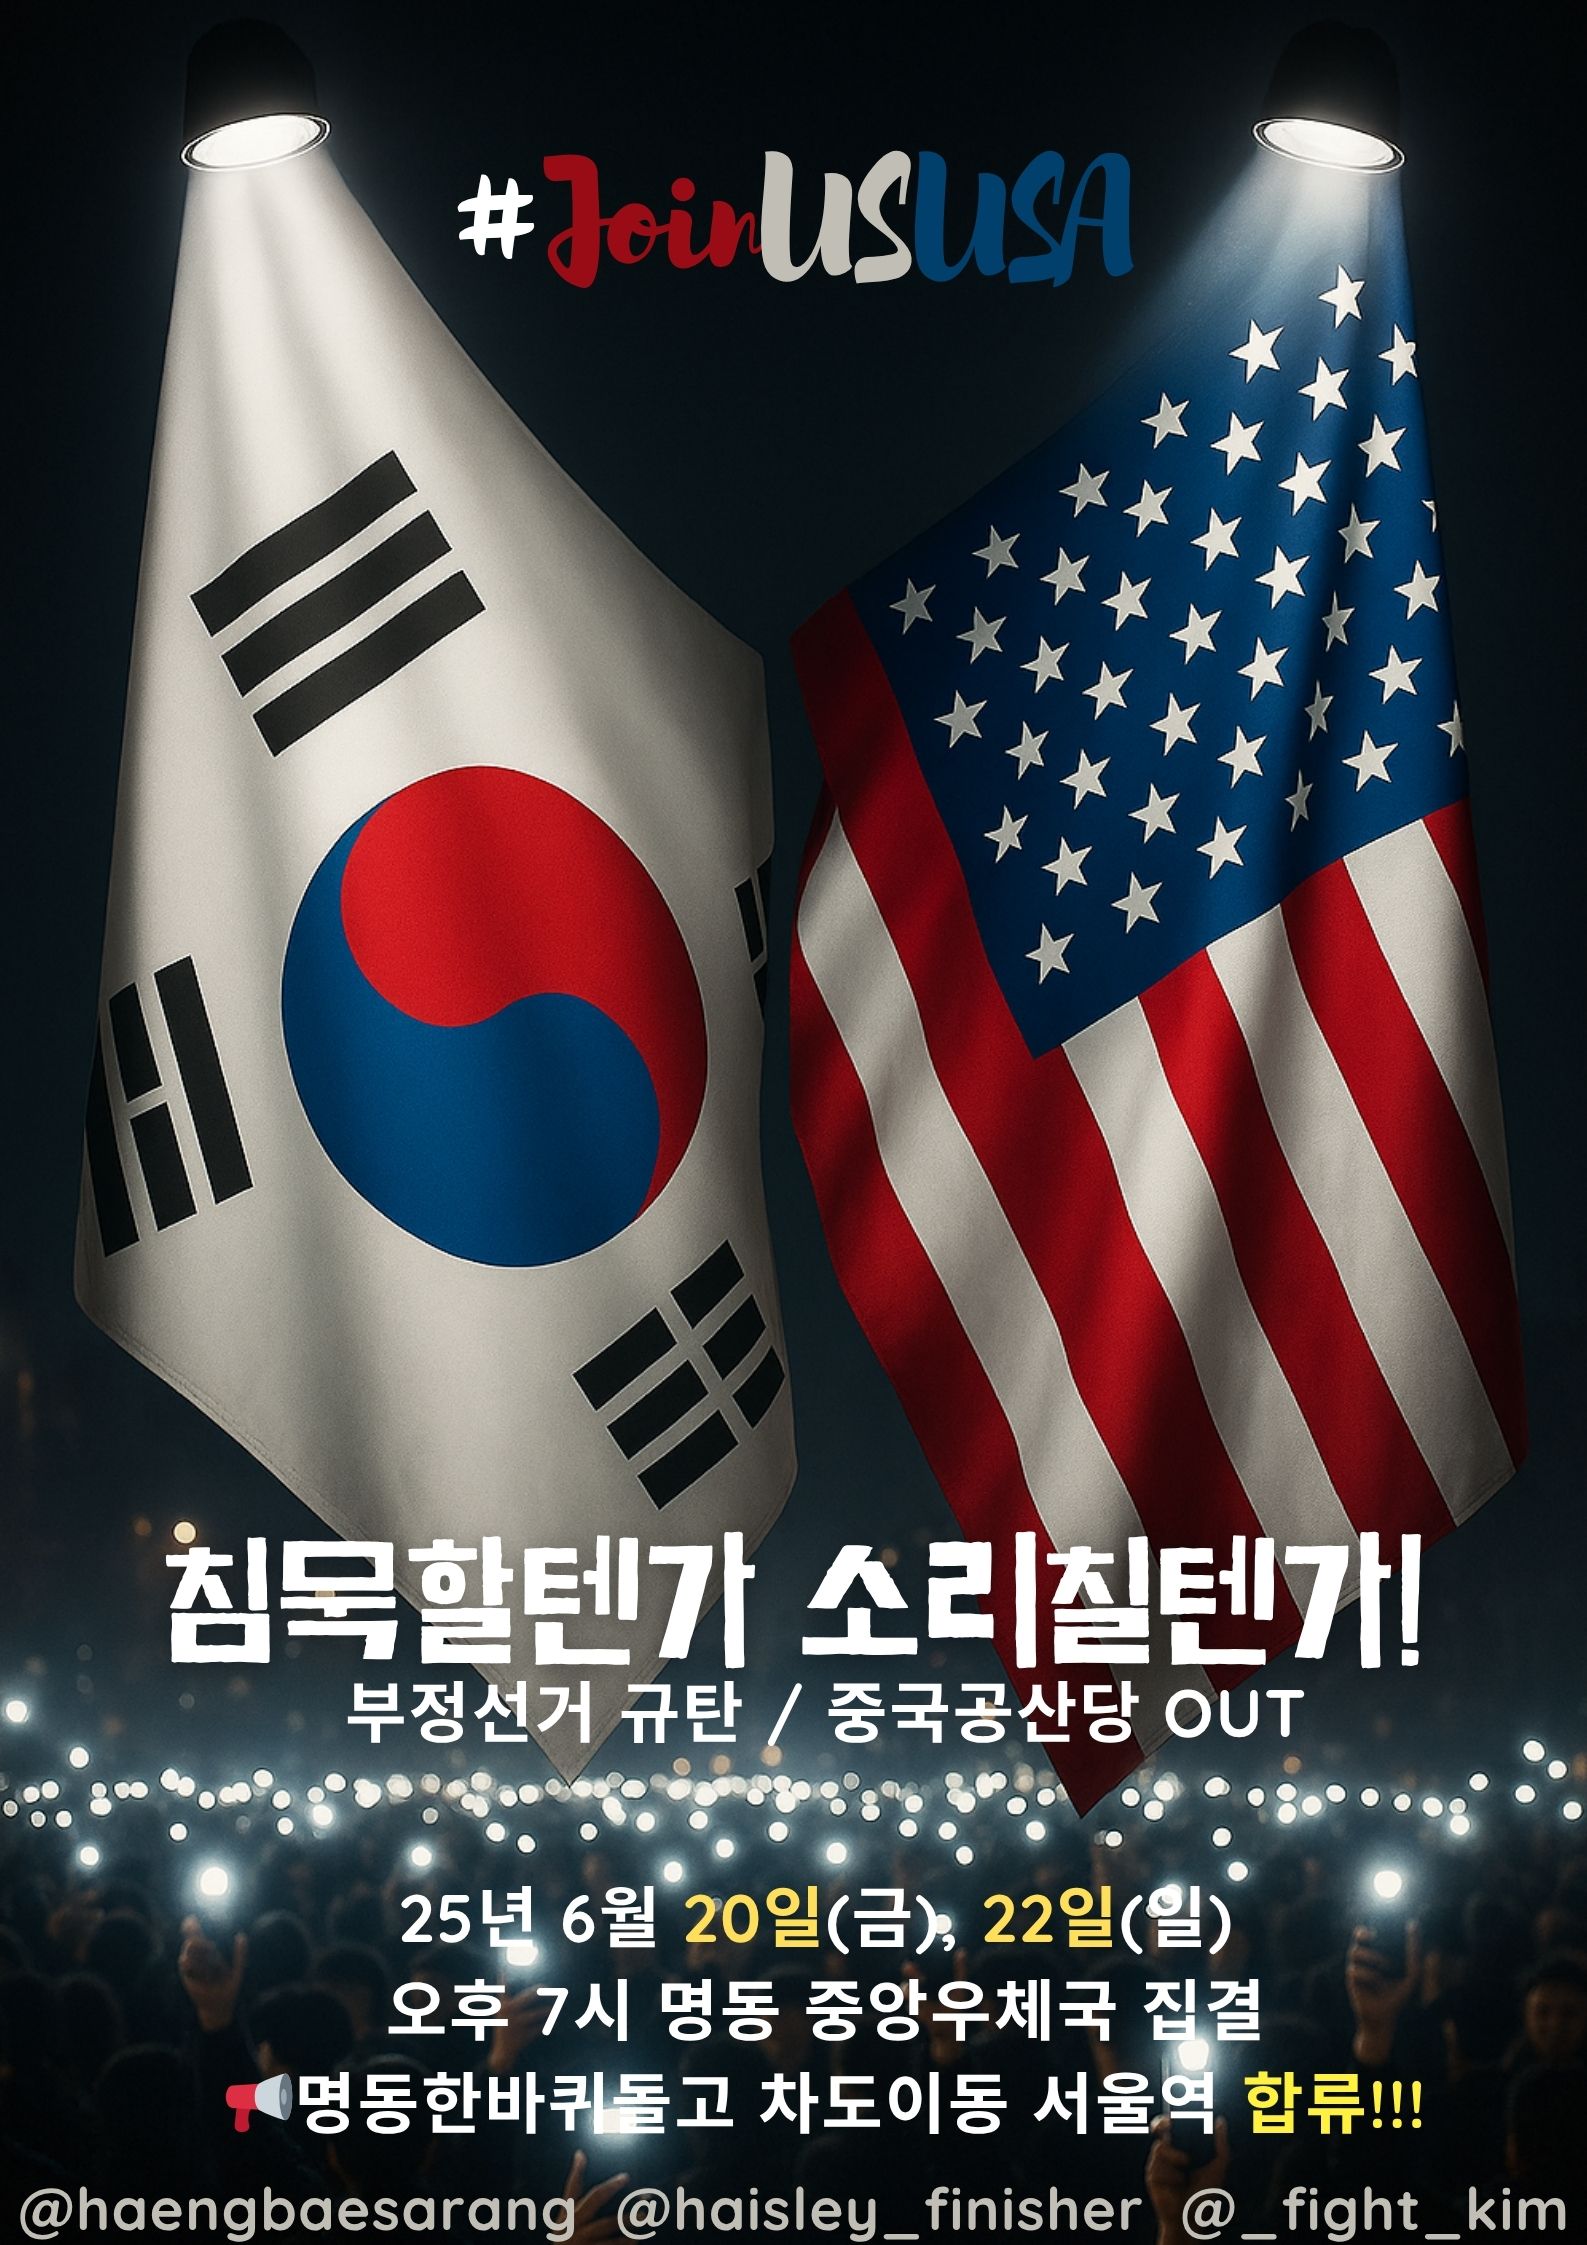 #JoinUSUSA
침묵할텐가 소리칠텐가!
부정선거 규탄 / 중국공산당 OUT
25년 6월 20일(금), 22일(일)
오후 7시 명동 중앙우체국 집결
📢명동한바퀴돌고 차도이동 서울역 합류!!!
@haengbaesarang @haisley_finisher @_fight_kim